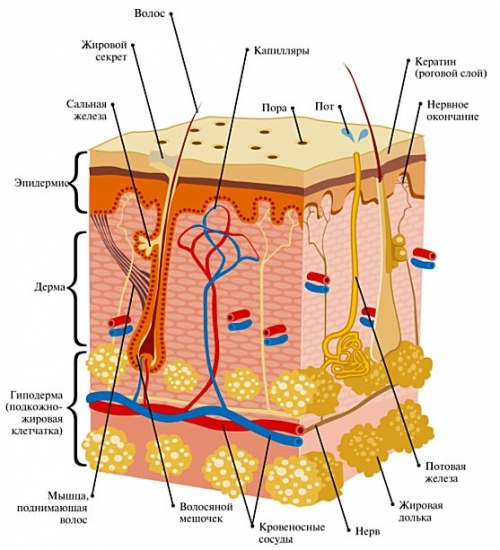 Волос
Жировой
секрет
Капилляры
Кератин
(роговой слой)
Сальная
железа
Пора
Пот
Нервное
окончание
Эпидермис
Дерма
Гиподерма
(подкожно-
жировая
клетчатка)
Мышца,
поднимающая
волос
Волосяной
мешочек
Кровеносные
сосуды
Нерв
Жировая
долька
Потовая
железа